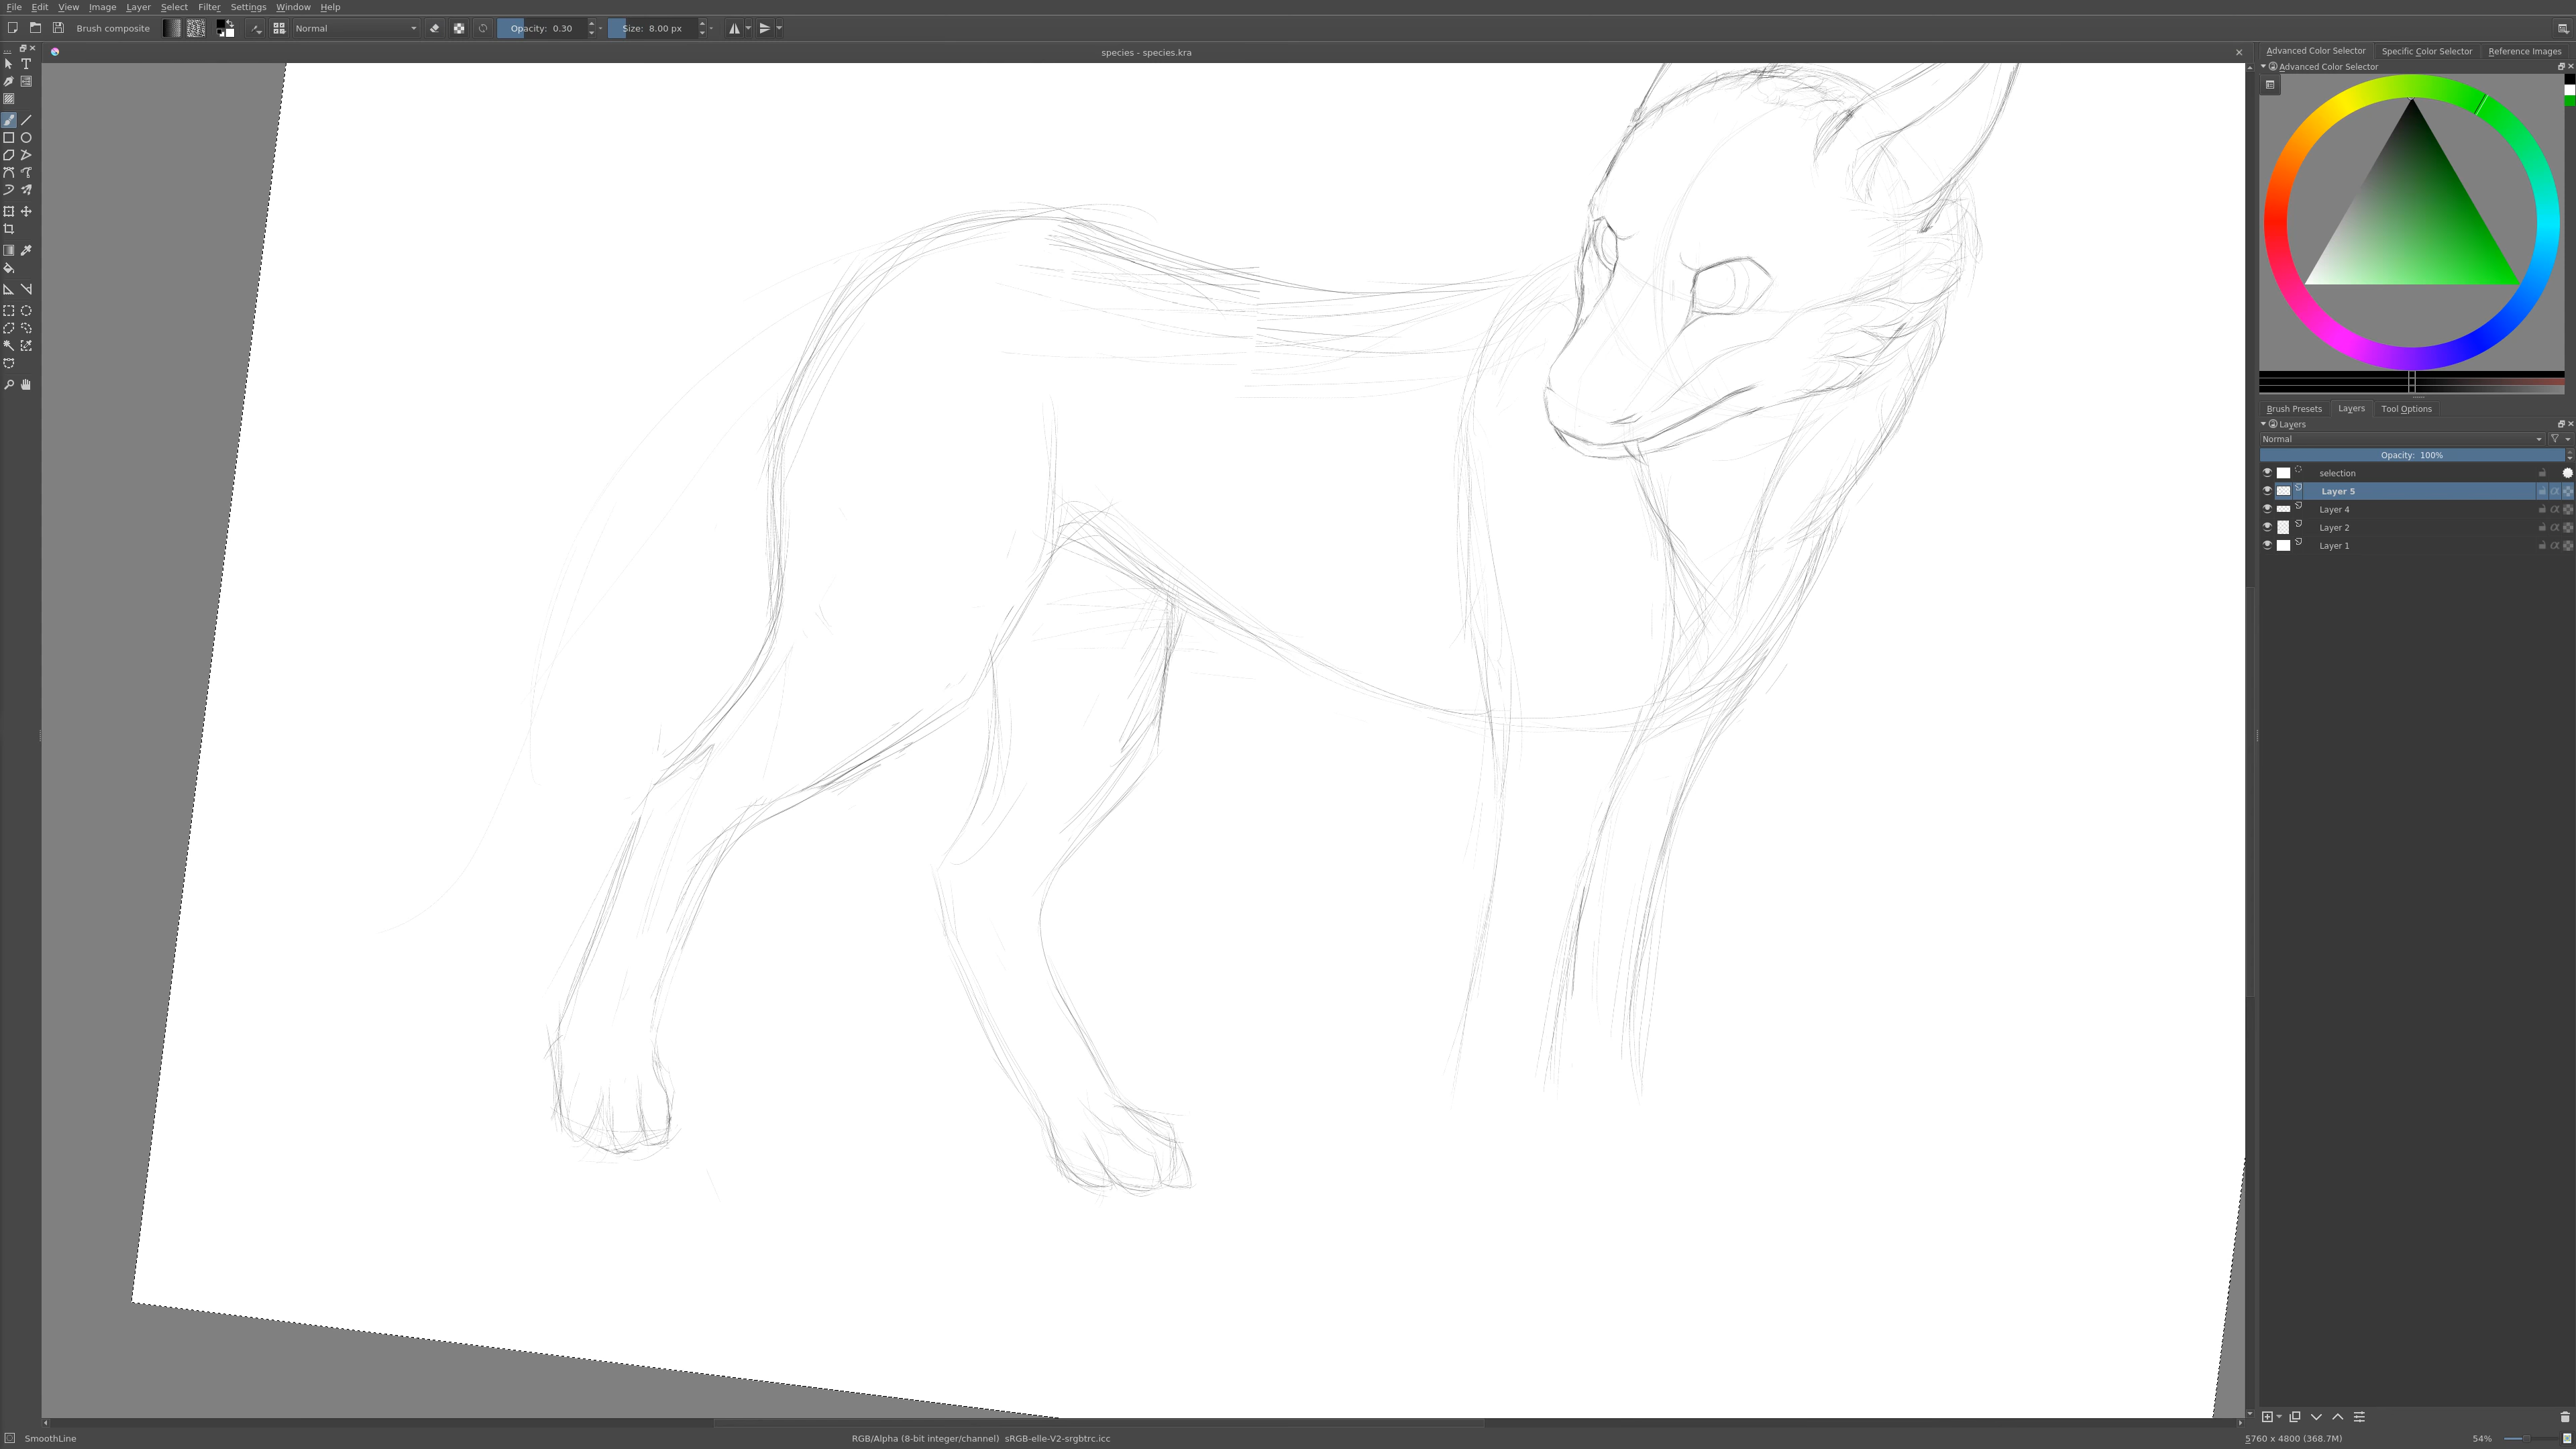 File Edit View Image Layer Select Filter Settings Window Help
Brush composite Normal Opacity: 0.30 Size: 8.00 px
species - species.kra
Advanced Color Selector Specific Color Selector Reference Images
Advanced Color Selector
Brush Presets Layers Tool Options
Layers
Normal
Opacity: 100%
selection
Layer 5
Layer 4
Layer 2
Layer 1
SmoothLine RGB/Alpha (8-bit integer/channel) sRGB-elle-V2-srgbtrc.icc 5760 x 4800 (368.7M) 54%